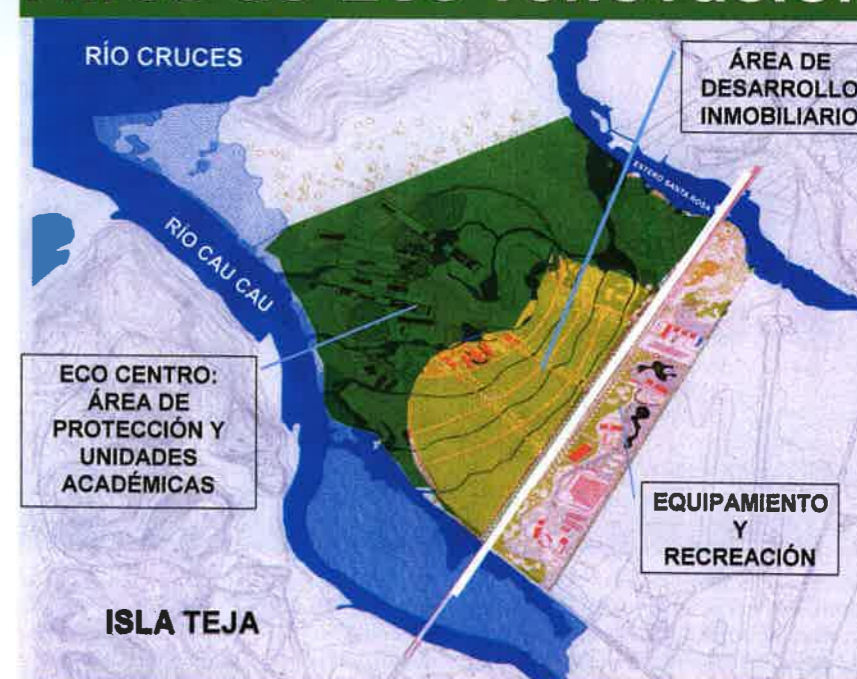 RÍO CRUCES
ÁREA DE
DESARROLLO
INMOBILIARIO
ESTERO SANTA ROSA
RÍO CAU CAU
ECO CENTRO:
ÁREA DE
PROTECCIÓN Y
UNIDADES
ACADÉMICAS
EQUIPAMIENTO
Y
RECREACIÓN
ISLA TEJA